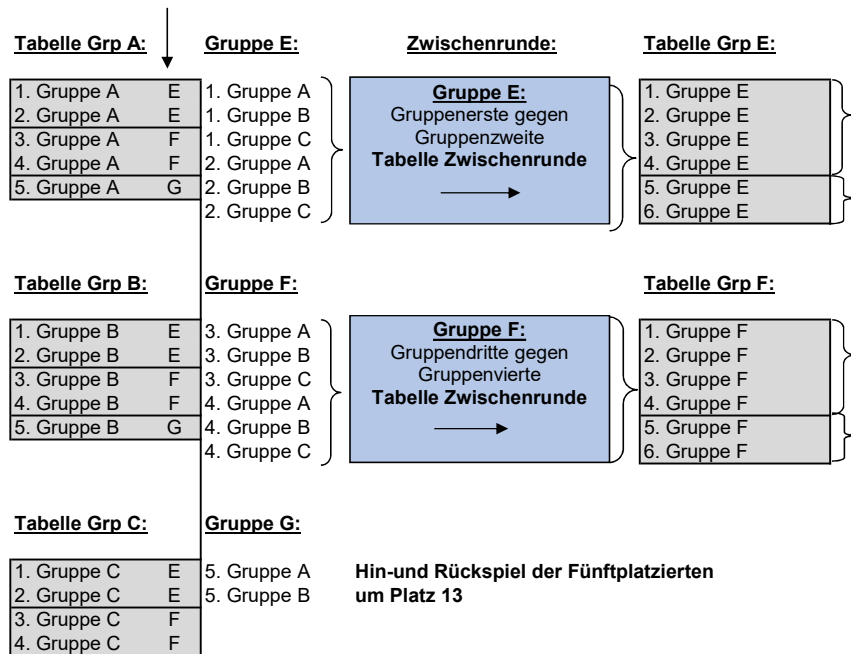 Tabelle Grp A:
Gruppe E:
Zwischenrunde:
Tabelle Grp E:
1. Gruppe A E
2. Gruppe A E
3. Gruppe A F
4. Gruppe A F
5. Gruppe A G
1. Gruppe A
1. Gruppe B
1. Gruppe C
2. Gruppe A
2. Gruppe B
2. Gruppe C
Gruppe E:
Gruppenerste gegen
Gruppenzweite
Tabelle Zwischenrunde
1. Gruppe E
2. Gruppe E
3. Gruppe E
4. Gruppe E
5. Gruppe E
6. Gruppe E
Tabelle Grp B:
Gruppe F:
Tabelle Grp F:
1. Gruppe B E
2. Gruppe B E
3. Gruppe B F
4. Gruppe B F
5. Gruppe B G
3. Gruppe A
3. Gruppe B
3. Gruppe C
4. Gruppe A
4. Gruppe B
4. Gruppe C
Gruppe F:
Gruppendritte gegen
Gruppenvierte
Tabelle Zwischenrunde
1. Gruppe F
2. Gruppe F
3. Gruppe F
4. Gruppe F
5. Gruppe F
6. Gruppe F
Tabelle Grp C:
Gruppe G:
1. Gruppe C E
2. Gruppe C E
3. Gruppe C F
4. Gruppe C F
5. Gruppe A
5. Gruppe B
Hin-und Rückspiel der Fünftplatzierten
um Platz 13